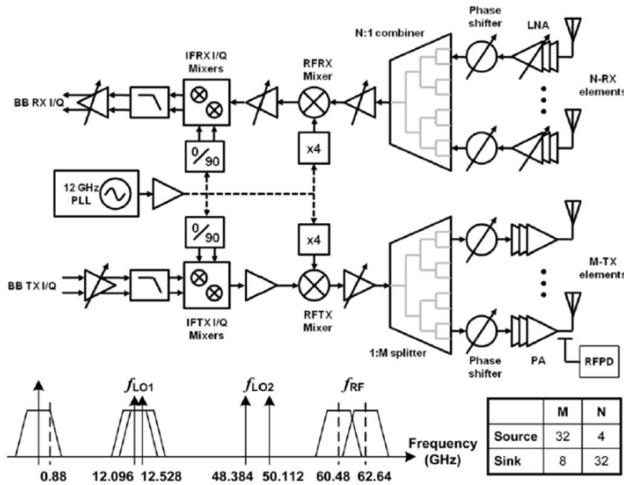 Phase
shifter
LNA
N:1 combiner
IFRX I/Q
Mixers
RFRX
Mixer
BB RX I/Q
N-RX
elements
0/90
x4
12 GHz
PLL
0/90
x4
M-TX
elements
BB TX I/Q
IFTX I/Q
Mixers
RFTX
Mixer
1:M splitter
Phase
shifter
PA
RFPD
fLO1
fLO2
fRF
Frequency
(GHz)
0.88
12.096
12.528
48.384
50.112
60.48
62.64
M N
Source 32 4
Sink 8 32